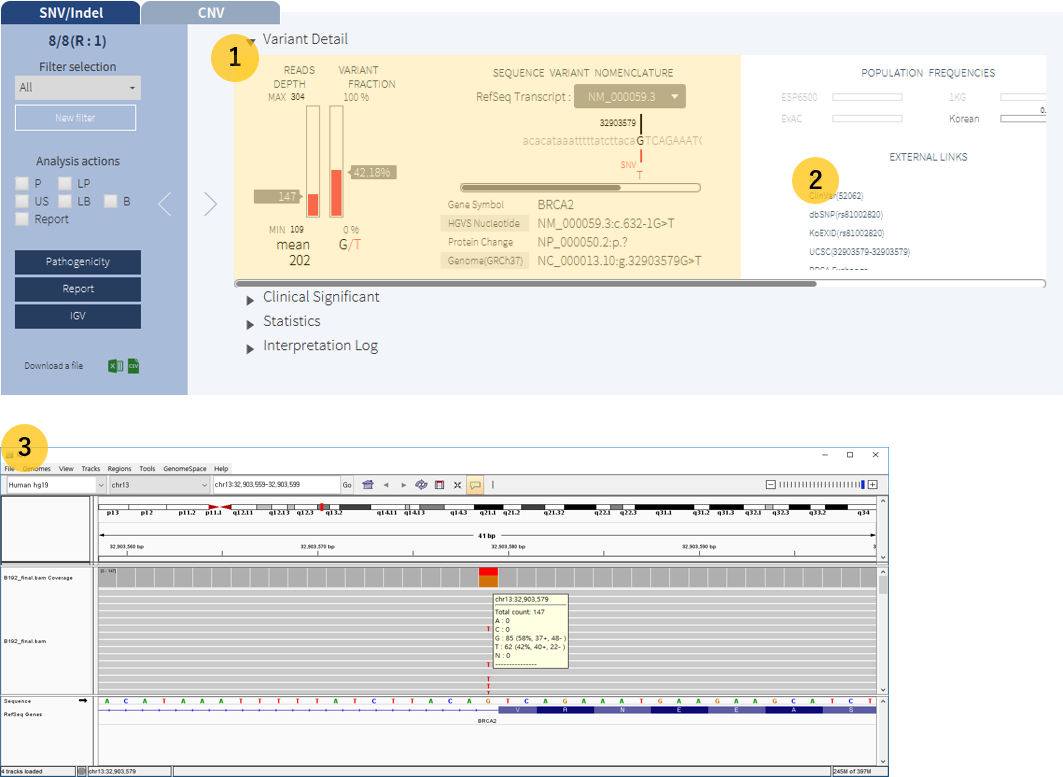 SNV/Indel
CNV
8/8(R : 1)
Filter selection
All
New filter
Analysis actions
P
LP
US
LB
B
Report
Pathogenicity
Report
IGV
Download a file
1
Variant Detail
READS DEPTH
MAX 304
147
MIN 109
mean
202
VARIANT FRACTION
100 %
42.18%
0 %
G/T
SEQUENCE VARIANT NOMENCLATURE
RefSeq Transcript : NM_000059.3
32903579
acacataaatttttatcttacaGTCAGAAATG
SNV
T
Gene Symbol BRCA2
HGVS Nucleotide NM_000059.3:c.632-1G>T
Protein Change NP_000050.2:p.?
Genome(GRCh37) NC_000013.10:g.32903579G>T
POPULATION FREQUENCIES
ESP6500
1KG
ExAC
Korean
0.
EXTERNAL LINKS
2
ClinVar(52062)
dbSNP(rs81002820)
KoEXID(rs81002820)
UCSC(32903579-32903579)
BRCA Exchange
Clinical Significant
Statistics
Interpretation Log
3
File Genomes View Tracks Regions Tools GenomeSpace Help
Human hg19 chr13 chr13:32,903,559-32,903,599 Go
p13 p12 p11.2 p11.1 q12.11 q12.13 q12.3 q13.2 q14.11 q14.13 q14.3 q21.1 q21.2 q21.32 q22.1 q22.3 q31.1 q31.2 q32.1 q32.3 q33.2 q34
41 bp
32,903,560 bp 32,903,570 bp 32,903,580 bp 32,903,590 bp
B192_final.bam Coverage
[0 - 147]
B192_final.bam
T
T
T
T
T
chr13:32,903,579
Total count: 147
A : 0
C : 0
G : 85 (58%, 37+, 48- )
T : 62 (42%, 40+, 22- )
N : 0
---------------
Sequence
A C A T A A A T T T T T A T C T T A C A G T C A G A A A T G A A G A A G C A T C T
RefSeq Genes
V R N E E A S
BRCA2
4 tracks loaded chr13:32,903,579 245M of 397M